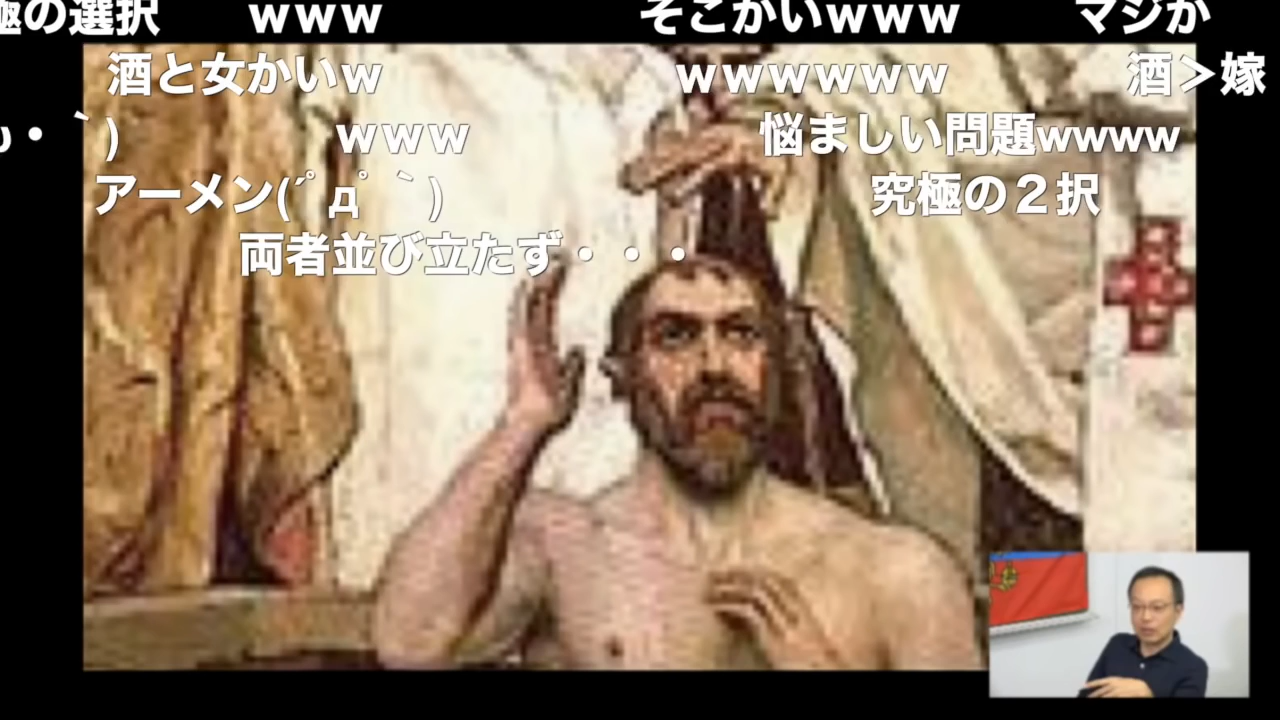 極の選択 www そこかいwww マジか
酒と女かいw wwwwwww 酒＞嫁
ω・｀) www 悩ましい問題wwww
アーメン(ﾟдﾟ｀) 究極の２択
両者並び立たず・・・